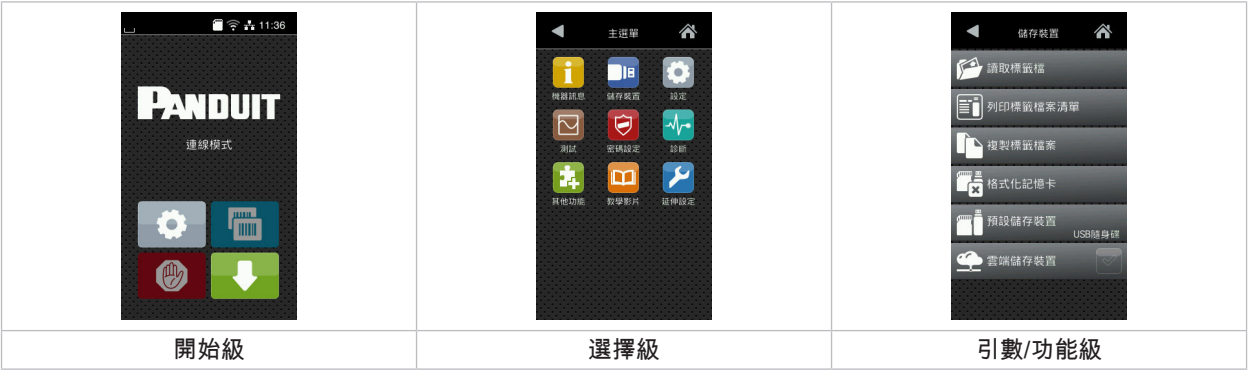 11:36
PANDUIT
連線模式
主選單
機器訊息 儲存裝置 設定
測試 密碼設定 診斷
其他功能 教學影片 延伸設定
儲存裝置
讀取標籤檔
列印標籤檔案清單
複製標籤檔案
格式化記憶卡
預設儲存裝置
USB隨身碟
雲端儲存裝置
開始級 選擇級 引數/功能級